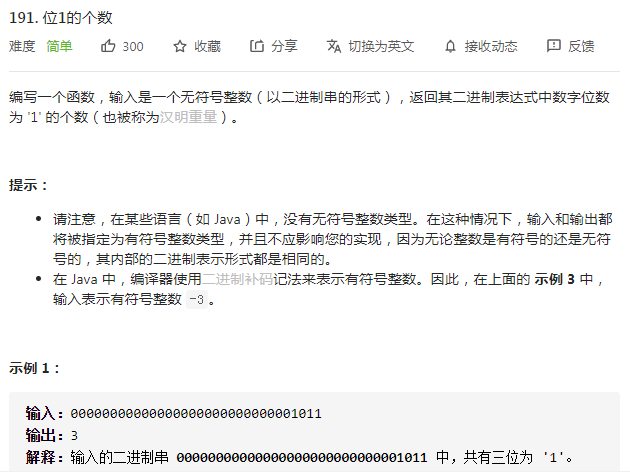 191. 位1的个数
难度 简单 300 收藏 分享 切换为英文 接收动态 反馈
编写一个函数，输入是一个无符号整数（以二进制串的形式），返回其二进制表达式中数字位数
为 '1' 的个数（也被称为汉明重量）。
提示：
请注意，在某些语言（如 Java）中，没有无符号整数类型。在这种情况下，输入和输出都
将被指定为有符号整数类型，并且不应影响您的实现，因为无论整数是有符号的还是无符
号的，其内部的二进制表示形式都是相同的。
在 Java 中，编译器使用二进制补码记法来表示有符号整数。因此，在上面的 示例 3 中，
输入表示有符号整数 -3。
示例 1：
输入：00000000000000000000000000001011
输出：3
解释：输入的二进制串 00000000000000000000000000001011 中，共有三位为 '1'。